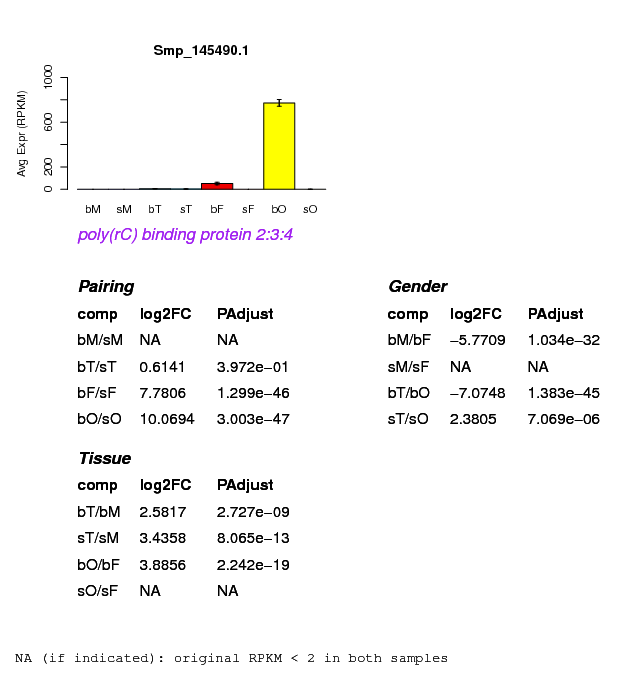 Smp_145490.1
Avg Expr (RPKM)
1000
600
200
0
bM sM bT sT bF sF bO sO
poly(rC) binding protein 2:3:4
Pairing
comp log2FC PAdjust
bM/sM NA NA
bT/sT 0.6141 3.972e−01
bF/sF 7.7806 1.299e−46
bO/sO 10.0694 3.003e−47
Gender
comp log2FC PAdjust
bM/bF −5.7709 1.034e−32
sM/sF NA NA
bT/bO −7.0748 1.383e−45
sT/sO 2.3805 7.069e−06
Tissue
comp log2FC PAdjust
bT/bM 2.5817 2.727e−09
sT/sM 3.4358 8.065e−13
bO/bF 3.8856 2.242e−19
sO/sF NA NA
NA (if indicated): original RPKM < 2 in both samples